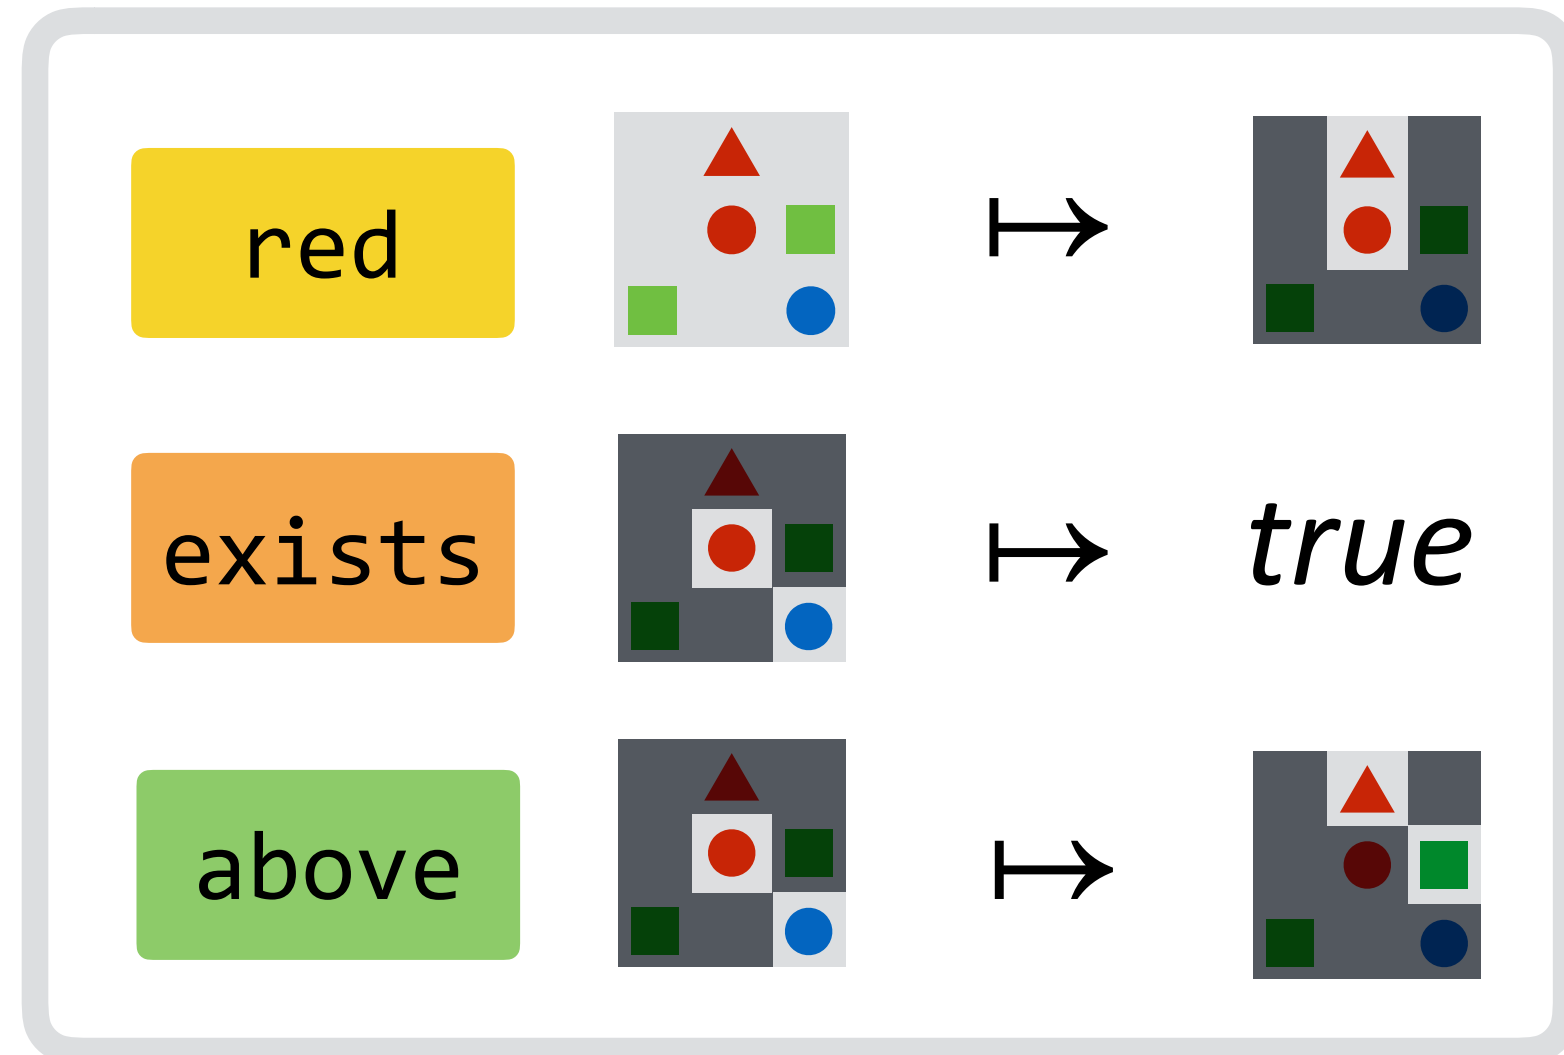 red
↦
exists
↦ true
above
↦